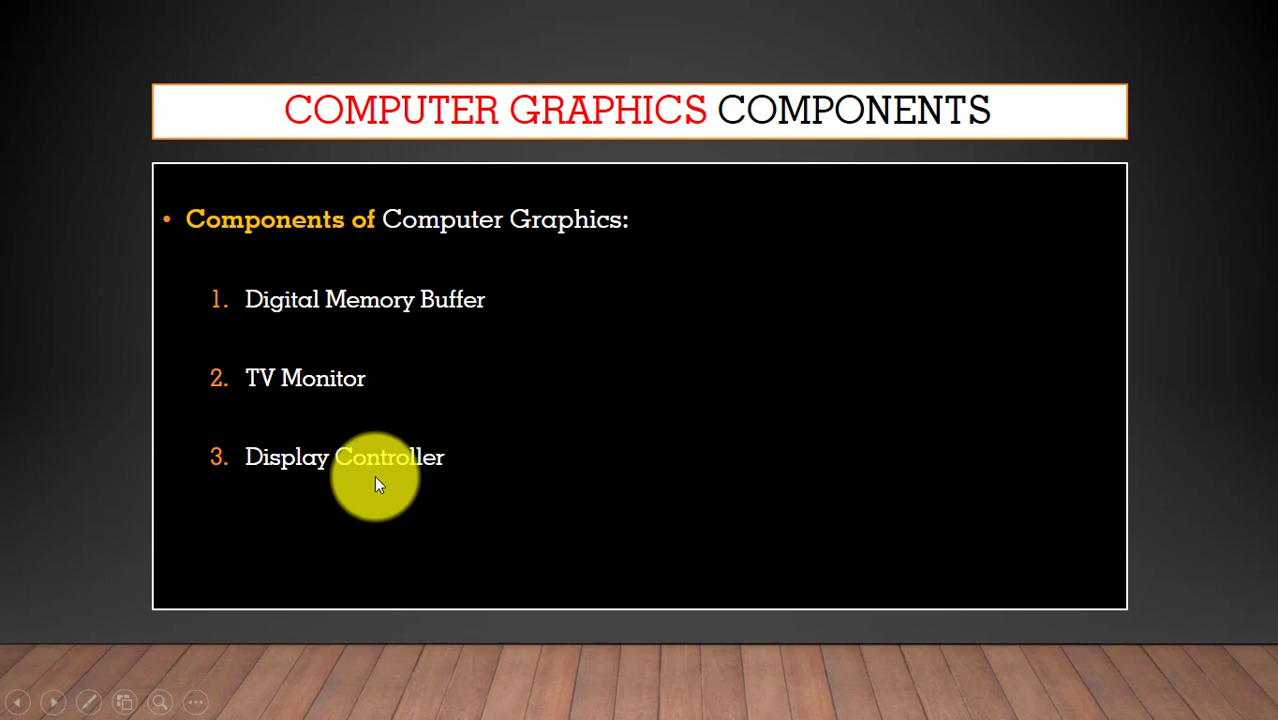 COMPUTER GRAPHICS COMPONENTS
• Components of Computer Graphics:
1. Digital Memory Buffer
2. TV Monitor
3. Display Controller